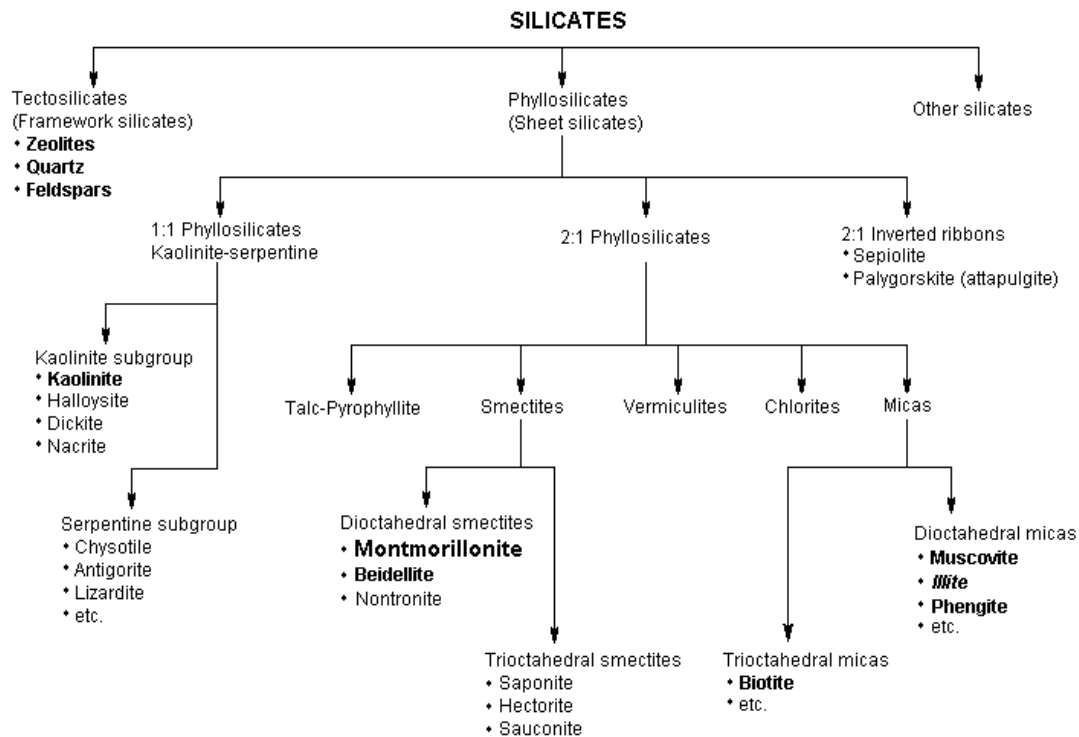 SILICATES
Tectosilicates
(Framework silicates)
• Zeolites
• Quartz
• Feldspars
Phyllosilicates
(Sheet silicates)
Other silicates
1:1 Phyllosilicates
Kaolinite-serpentine
2:1 Phyllosilicates
2:1 Inverted ribbons
• Sepiolite
• Palygorskite (attapulgite)
Kaolinite subgroup
• Kaolinite
• Halloysite
• Dickite
• Nacrite
Talc-Pyrophyllite
Smectites
Vermiculites
Chlorites
Micas
Serpentine subgroup
• Chysotile
• Antigorite
• Lizardite
• etc.
Dioctahedral smectites
• Montmorillonite
• Beidellite
• Nontronite
Dioctahedral micas
• Muscovite
• Illite
• Phengite
• etc.
Trioctahedral smectites
• Saponite
• Hectorite
• Sauconite
Trioctahedral micas
• Biotite
• etc.